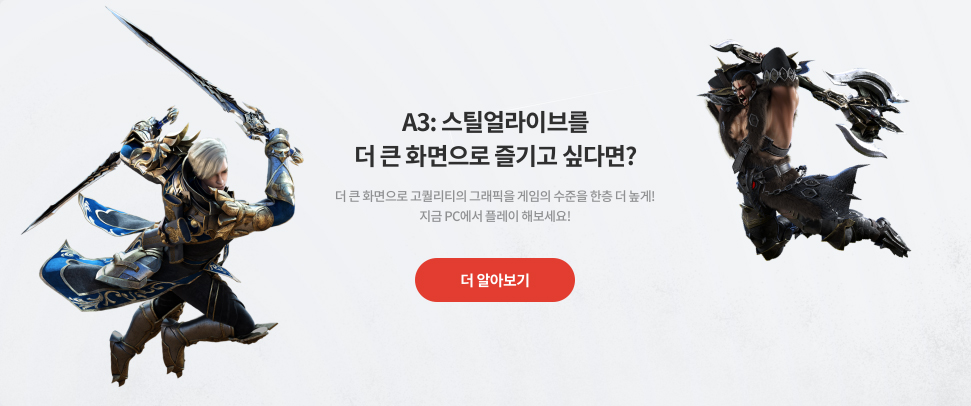 A3: 스틸얼라이브를
더 큰 화면으로 즐기고 싶다면?
더 큰 화면으로 고퀄리티의 그래픽을 게임의 수준을 한층 더 높게!
지금 PC에서 플레이 해보세요!
더 알아보기